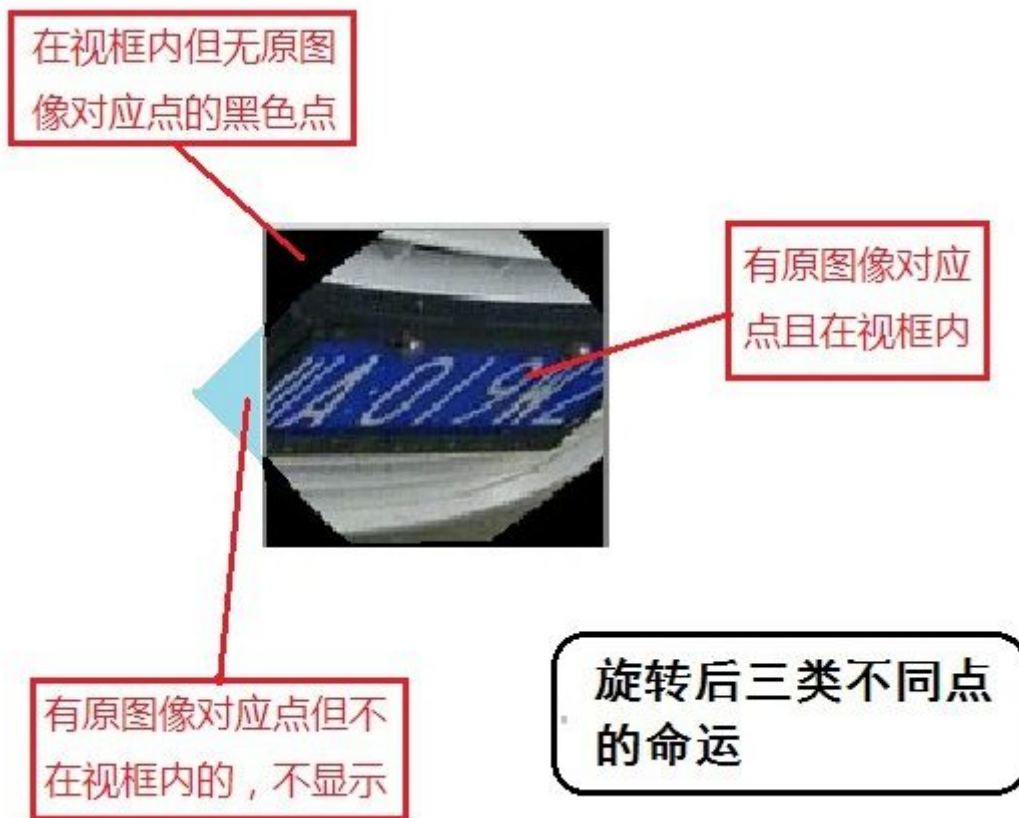 在视框内但无原图
像对应点的黑色点
有原图像对应
点且在视框内
有原图像对应点但不
在视框内的，不显示
旋转后三类不同点
的命运